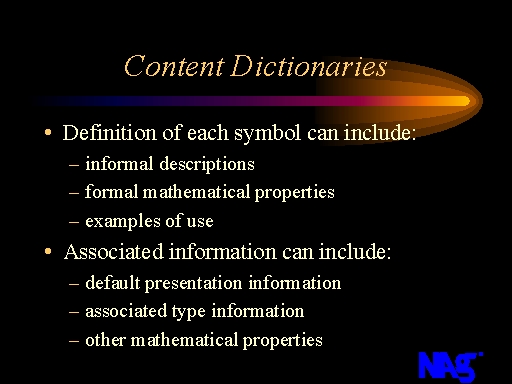 Content Dictionaries
• Definition of each symbol can include:
– informal descriptions
– formal mathematical properties
– examples of use
• Associated information can include:
– default presentation information
– associated type information
– other mathematical properties
NAG